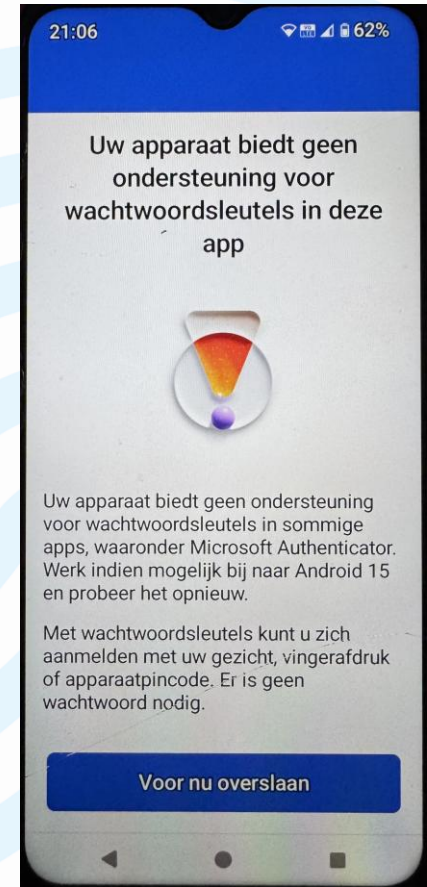 21:06
62%
Uw apparaat biedt geen
ondersteuning voor
wachtwoordsleutels in deze
app
Uw apparaat biedt geen ondersteuning
voor wachtwoordsleutels in sommige
apps, waaronder Microsoft Authenticator.
Werk indien mogelijk bij naar Android 15
en probeer het opnieuw.
Met wachtwoordsleutels kunt u zich
aanmelden met uw gezicht, vingerafdruk
of apparaatpincode. Er is geen
wachtwoord nodig.
Voor nu overslaan